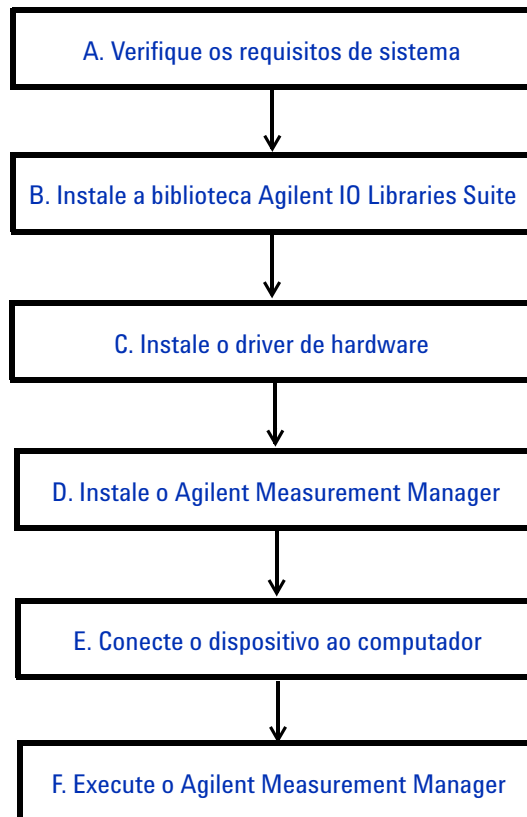 A. Verifique os requisitos de sistema
B. Instale a biblioteca Agilent IO Libraries Suite
C. Instale o driver de hardware
D. Instale o Agilent Measurement Manager
E. Conecte o dispositivo ao computador
F. Execute o Agilent Measurement Manager